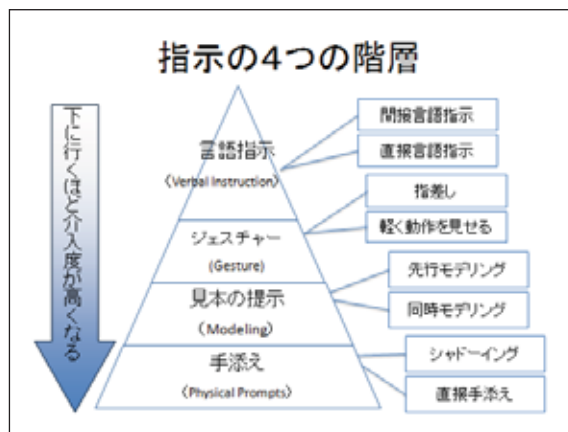 指示の4つの階層
下に行くほど介入度が高くなる
言語指示
(Verbal Instruction)
間接言語指示
直接言語指示
ジェスチャー
(Gesture)
指差し
軽く動作を見せる
見本の提示
(Modeling)
先行モデリング
同時モデリング
手添え
(Physical Prompts)
シャドーイング
直接手添え